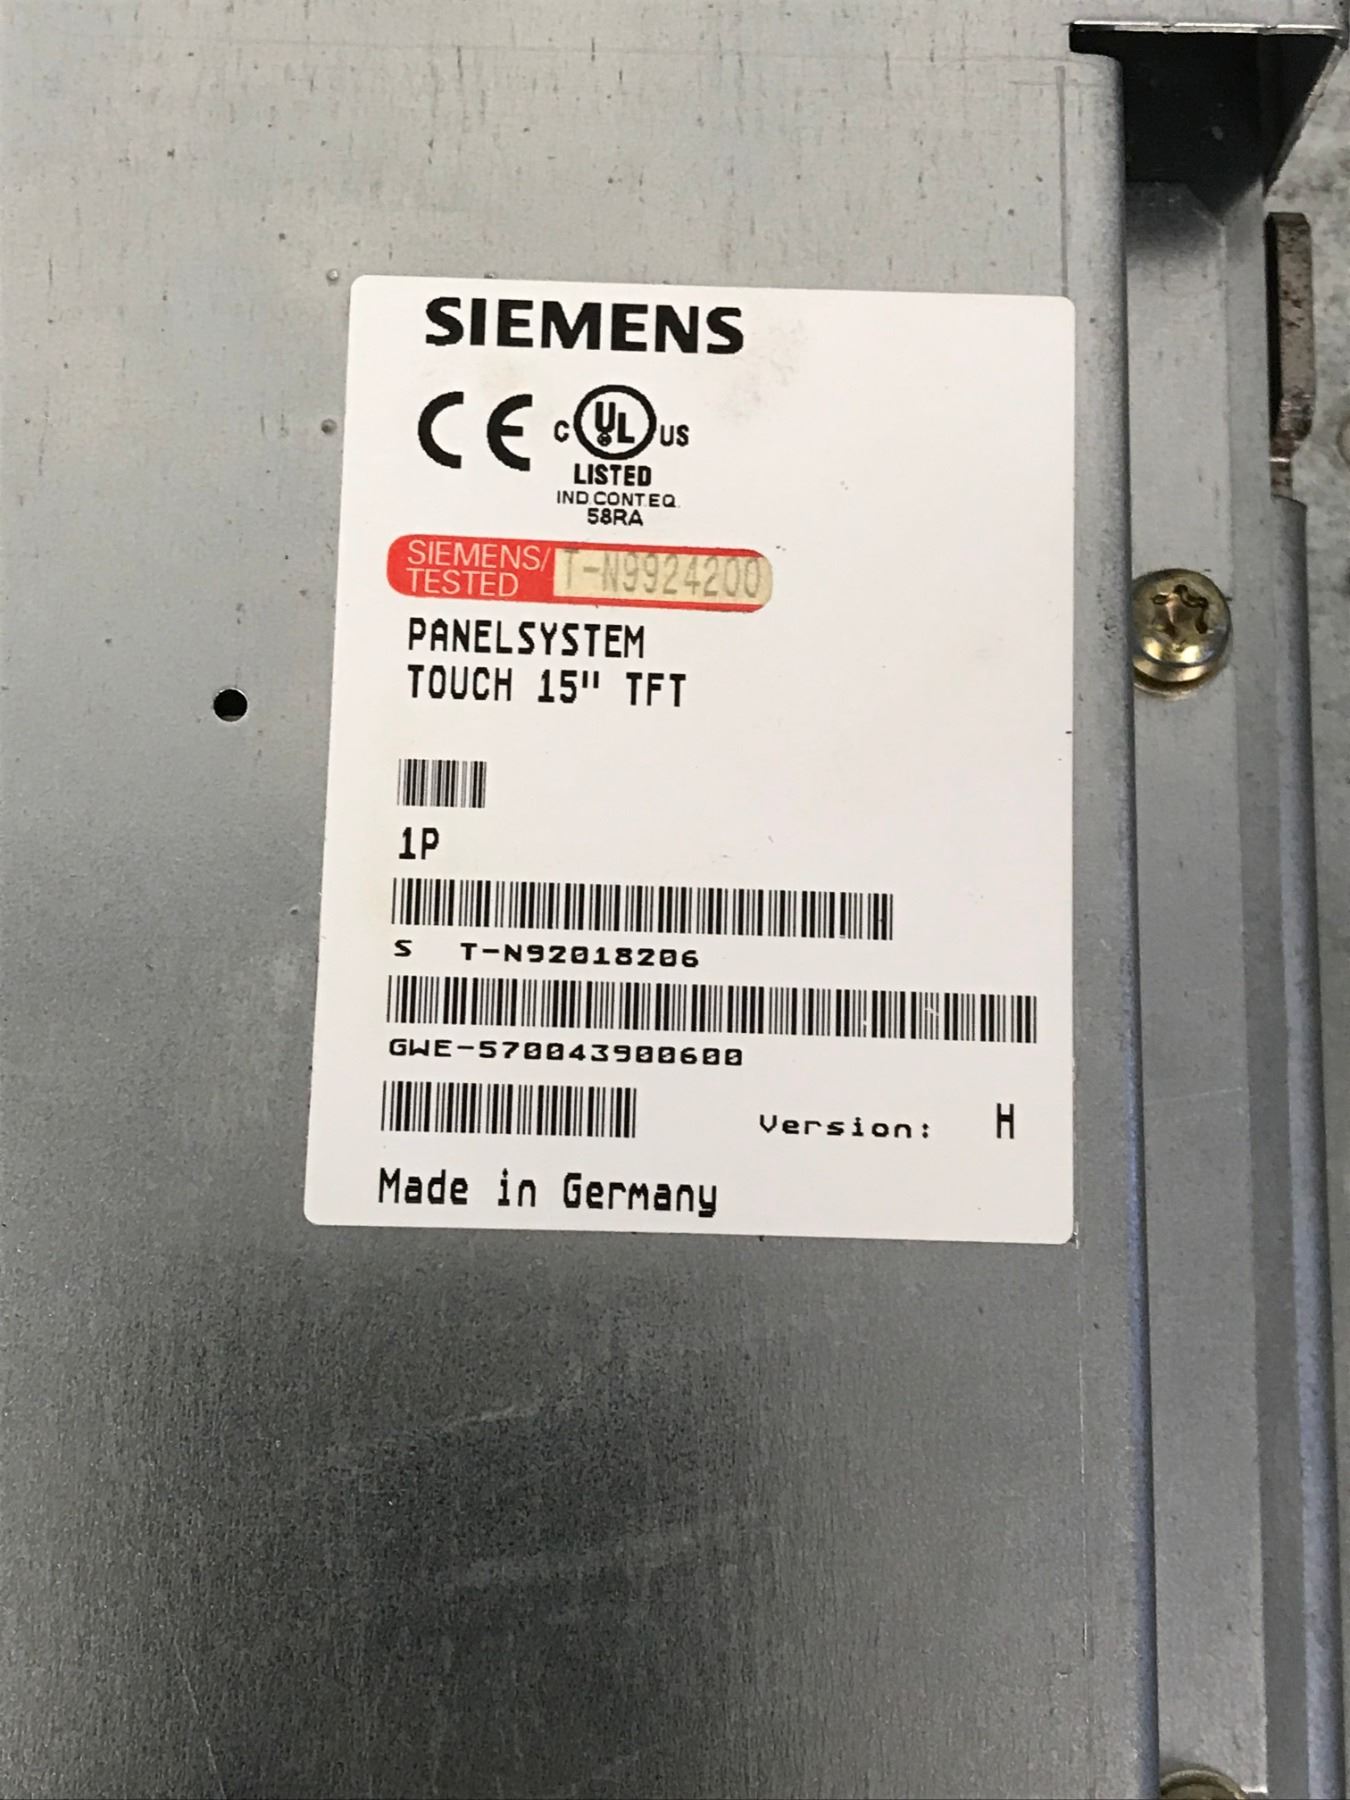 SIEMENS
CE C UL US
LISTED
IND.CONT.EQ.
58RA
SIEMENS/
TESTED T-N9924200
PANELSYSTEM
TOUCH 15" TFT
1P
S T-N92018206
GWE-570043900600
Version: H
Made in Germany